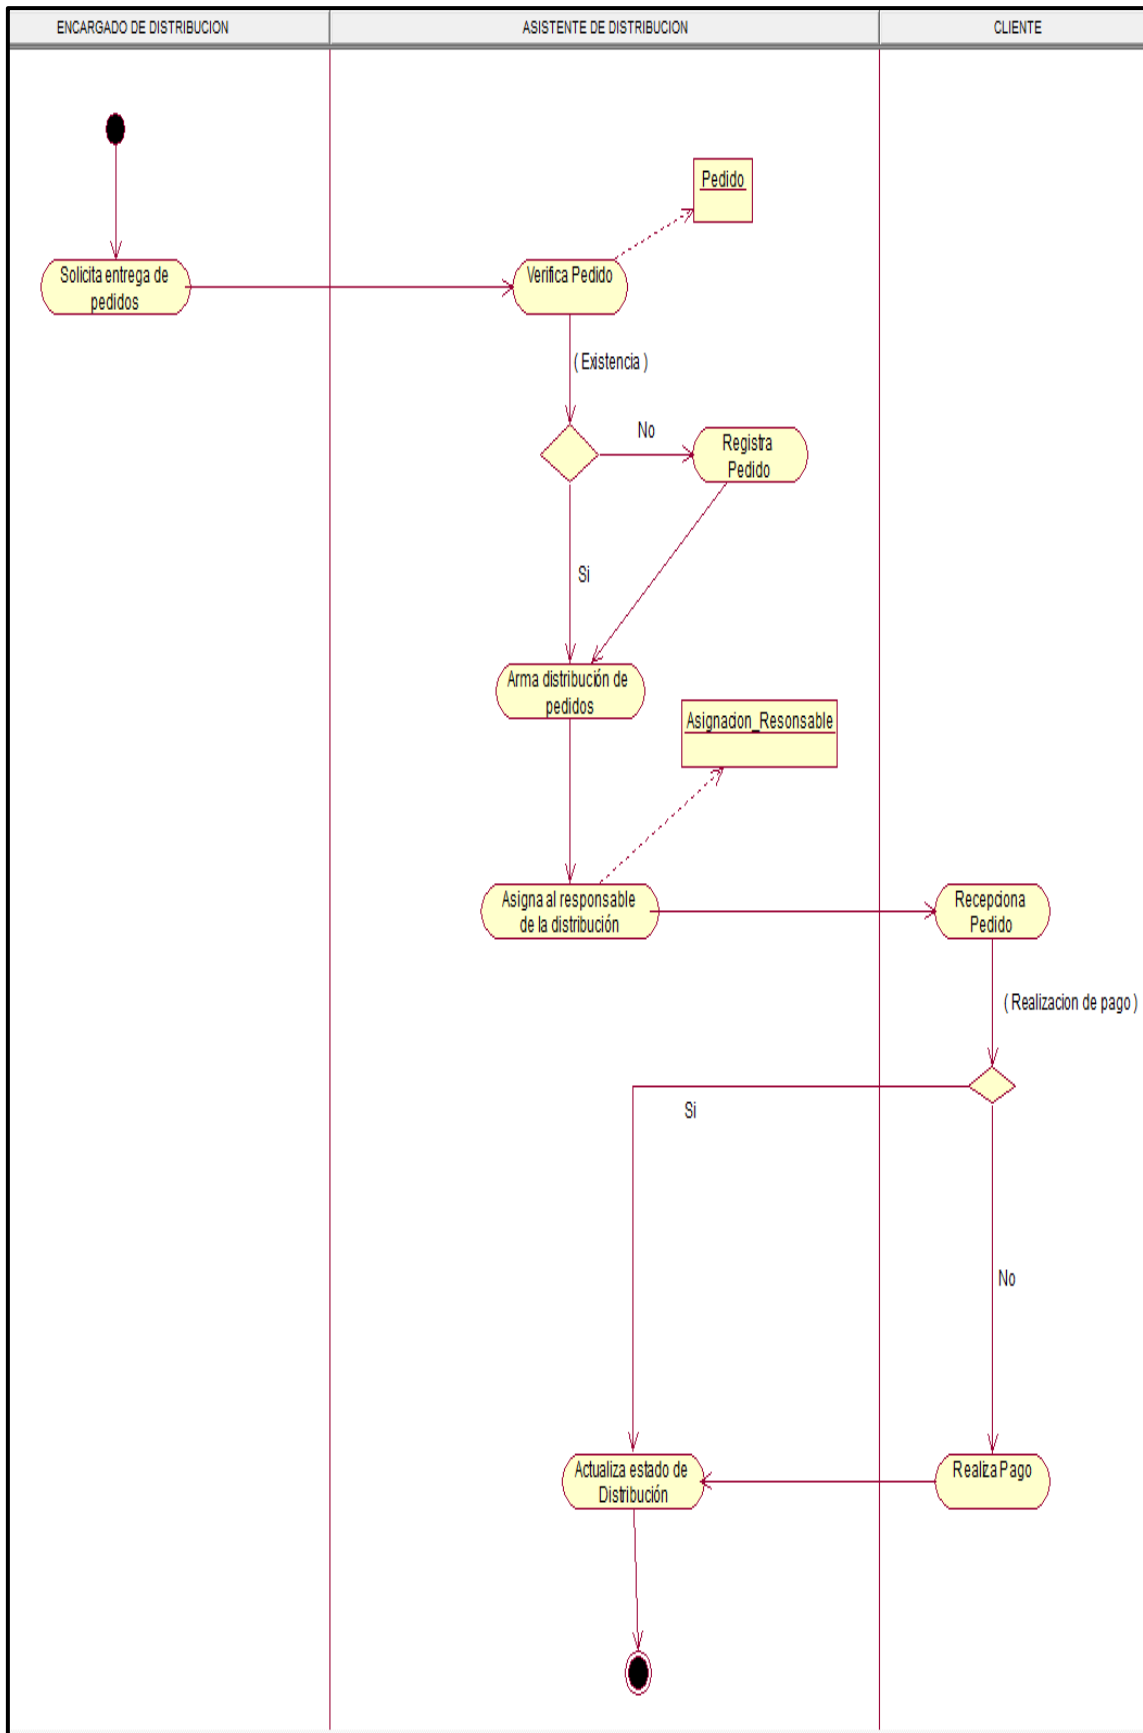 ENCARGADO DE DISTRIBUCION
ASISTENTE DE DISTRIBUCION
CLIENTE
Pedido
Solicita entrega de
pedidos
Verifica Pedido
( Existencia )
No
Registra
Pedido
Si
Arma distribución de
pedidos
Asignacion_Resonsable
Asigna al responsable
de la distribución
Recepciona
Pedido
( Realizacion de pago )
Si
No
Actualiza estado de
Distribución
Realiza Pago